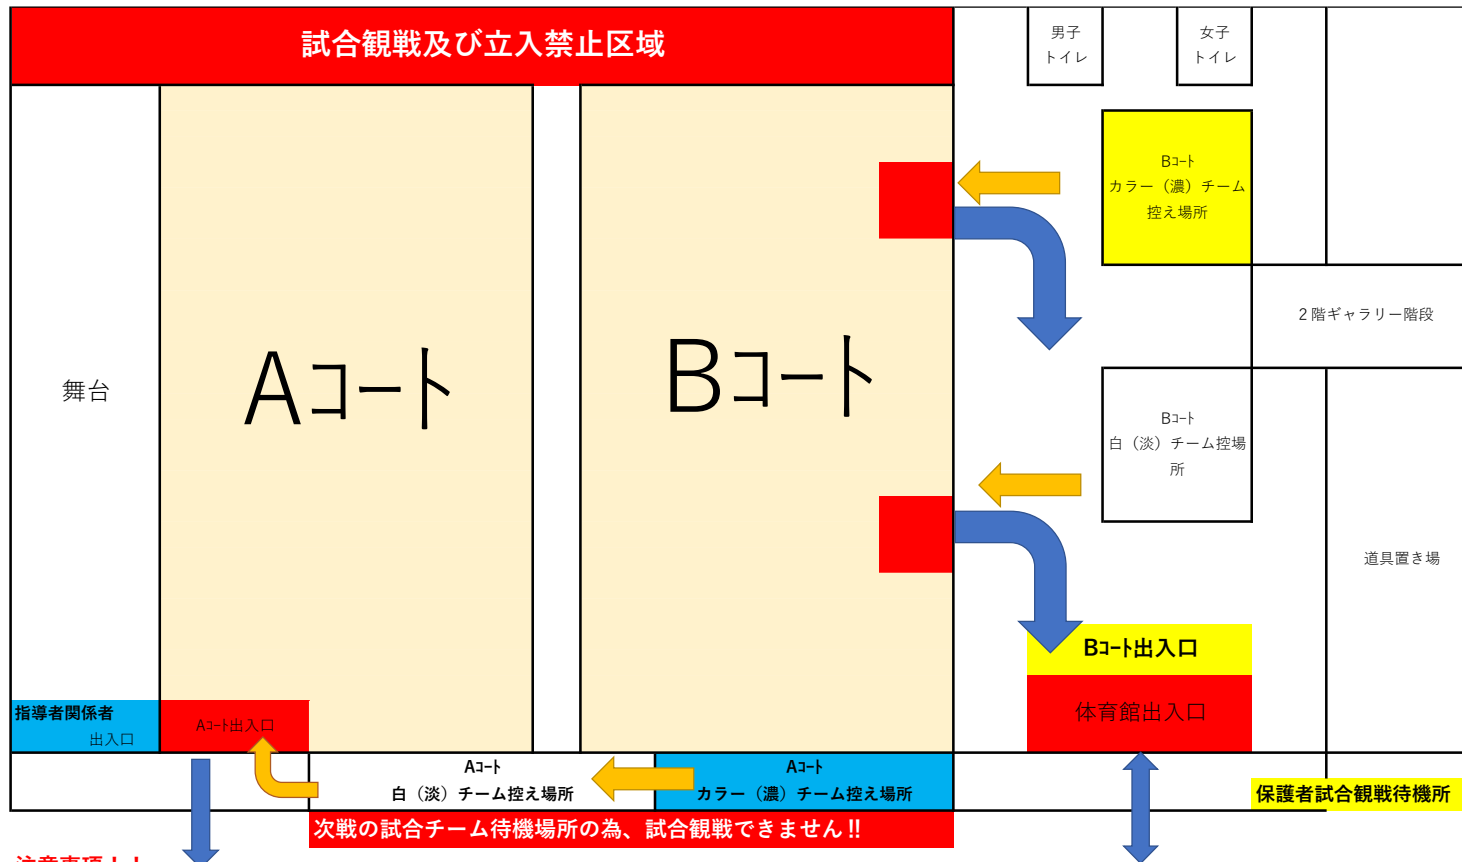 試合観戦及び立入禁止区域
男子
トイレ
女子
トイレ
Bｺｰﾄ
カラー（濃）チーム
控え場所
２階ギャラリー階段
舞台
Aｺｰﾄ
Bｺｰﾄ
Bｺｰﾄ
白（淡）チーム控場
所
道具置き場
Bｺｰﾄ出入口
体育館出入口
指導者関係者
出入口
Aｺｰﾄ出入口
Aｺｰﾄ
白（淡）チーム控え場所
Aｺｰﾄ
カラー（濃）チーム控え場所
保護者試合観戦待機所
次戦の試合チーム待機場所の為、試合観戦できません‼
注意事項！！